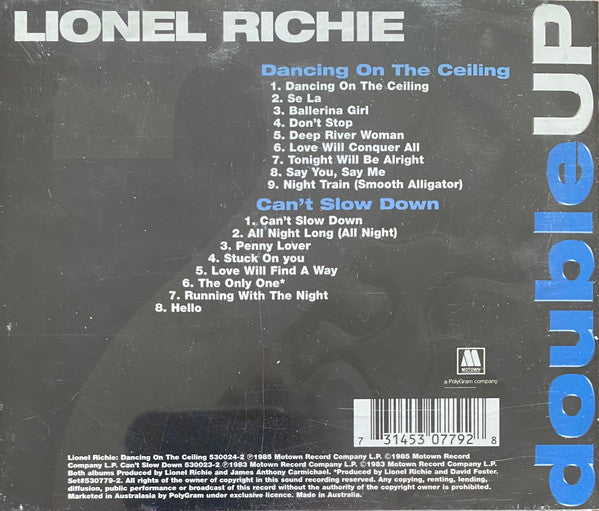 LIONEL RICHIE
doubleUP
Dancing On The Ceiling
1. Dancing On The Ceiling
2. Se La
3. Ballerina Girl
4. Don't Stop
5. Deep River Woman
6. Love Will Conquer All
7. Tonight Will Be Alright
8. Say You, Say Me
9. Night Train (Smooth Alligator)
Can't Slow Down
1. Can't Slow Down
2. All Night Long (All Night)
3. Penny Lover
4. Stuck On you
5. Love Will Find A Way
6. The Only One*
7. Running With The Night
8. Hello
MOTOWN
a PolyGram company
7 31453 07792 8
Lionel Richie: Dancing On The Ceiling 530024-2 ℗1985 Motown Record Company L.P. ©1985 Motown Record
Company L.P. Can't Slow Down 530023-2 ℗1983 Motown Record Company L.P. ©1983 Motown Record Company L.P.
Both albums Produced by Lionel Richie and James Anthony Carmichael. *Produced by Lionel Richie and David Foster.
Set#530779-2. All rights of the owner of copyright in this sound recording reserved. Any copying, renting, lending,
diffusion, public performance or broadcast of this record without the authority of the copyright owner is prohibited.
Marketed in Australasia by PolyGram under exclusive licence. Made in Australia.